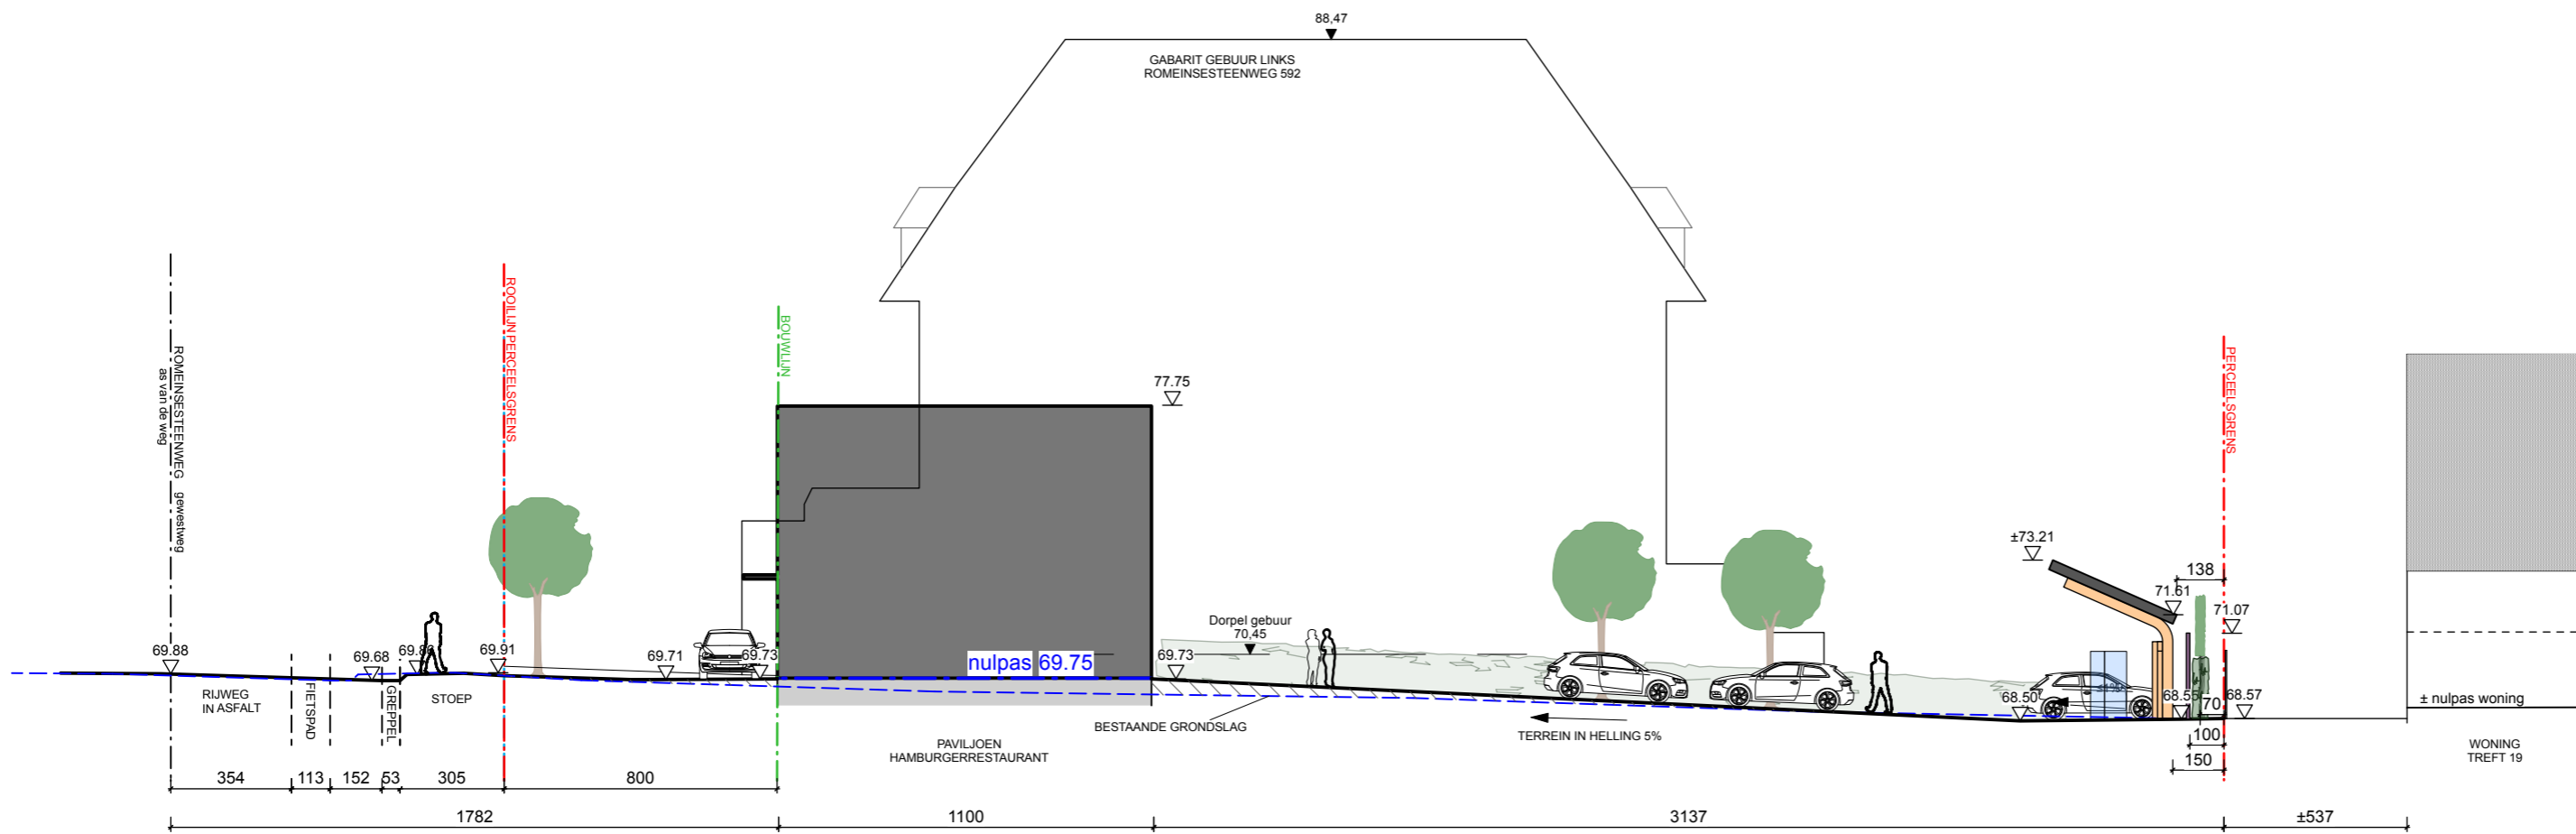 88,47
GABARIT GEBUUR LINKS
ROMEINSESTEENWEG 592
ROMEINSESTEENWEG gewestweg
as van de weg
ROOILIJN PERCEELSGRENS
BOUWLIJN
PERCEELSGRENS
77.75
±73.21
138
71.61
71.07
Dorpel gebuur
70,45
69.88
69.68
69.91
69.71
69.73
nulpas 69.75
69.73
68.50
68.55
70
68.57
± nulpas woning
RIJWEG
IN ASFALT
FIETSPAD
GREPPEL
STOEP
BESTAANDE GRONDSLAG
TERREIN IN HELLING 5%
PAVILJOEN
HAMBURGERRESTAURANT
WONING
TREFT 19
100
150
354
113
152
53
305
800
1782
1100
3137
±537